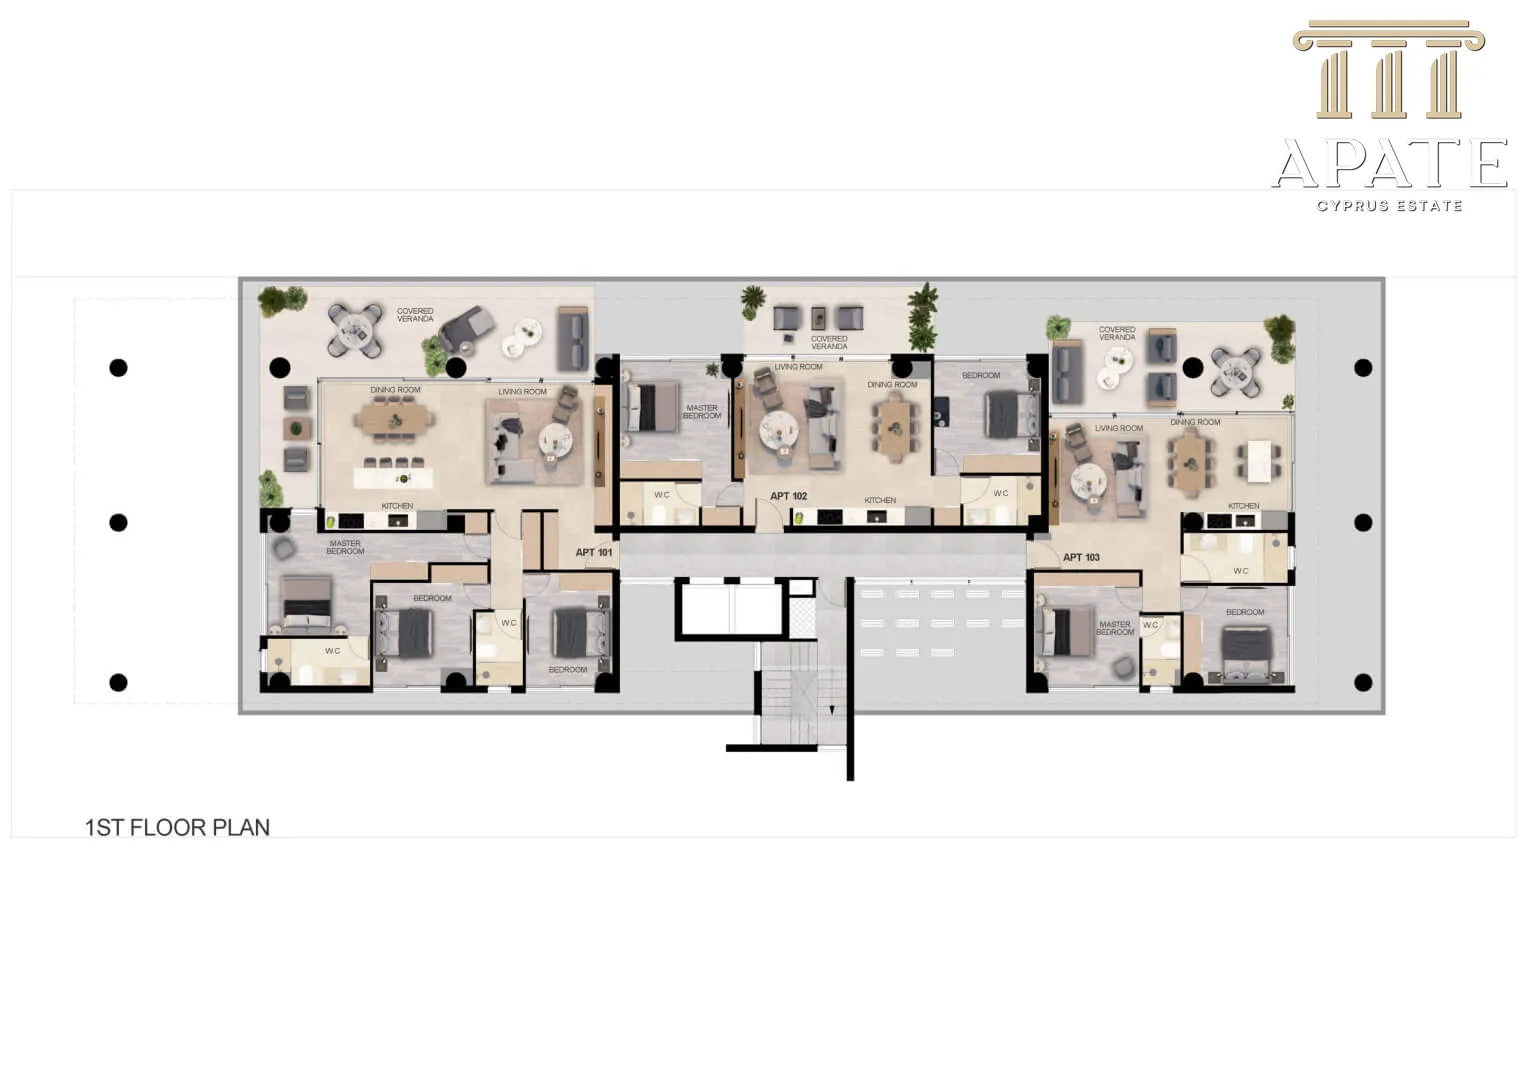 APATE
CYPRUS ESTATE
COVERED
VERANDA
DINING ROOM
LIVING ROOM
KITCHEN
APT 101
MASTER
BEDROOM
BEDROOM
W.C
W.C
BEDROOM
COVERED
VERANDA
LIVING ROOM
DINING ROOM
MASTER
BEDROOM
BEDROOM
W.C
APT 102
KITCHEN
W.C
COVERED
VERANDA
LIVING ROOM
DINING ROOM
KITCHEN
APT 103
W.C
MASTER
BEDROOM
W.C
BEDROOM
1ST FLOOR PLAN